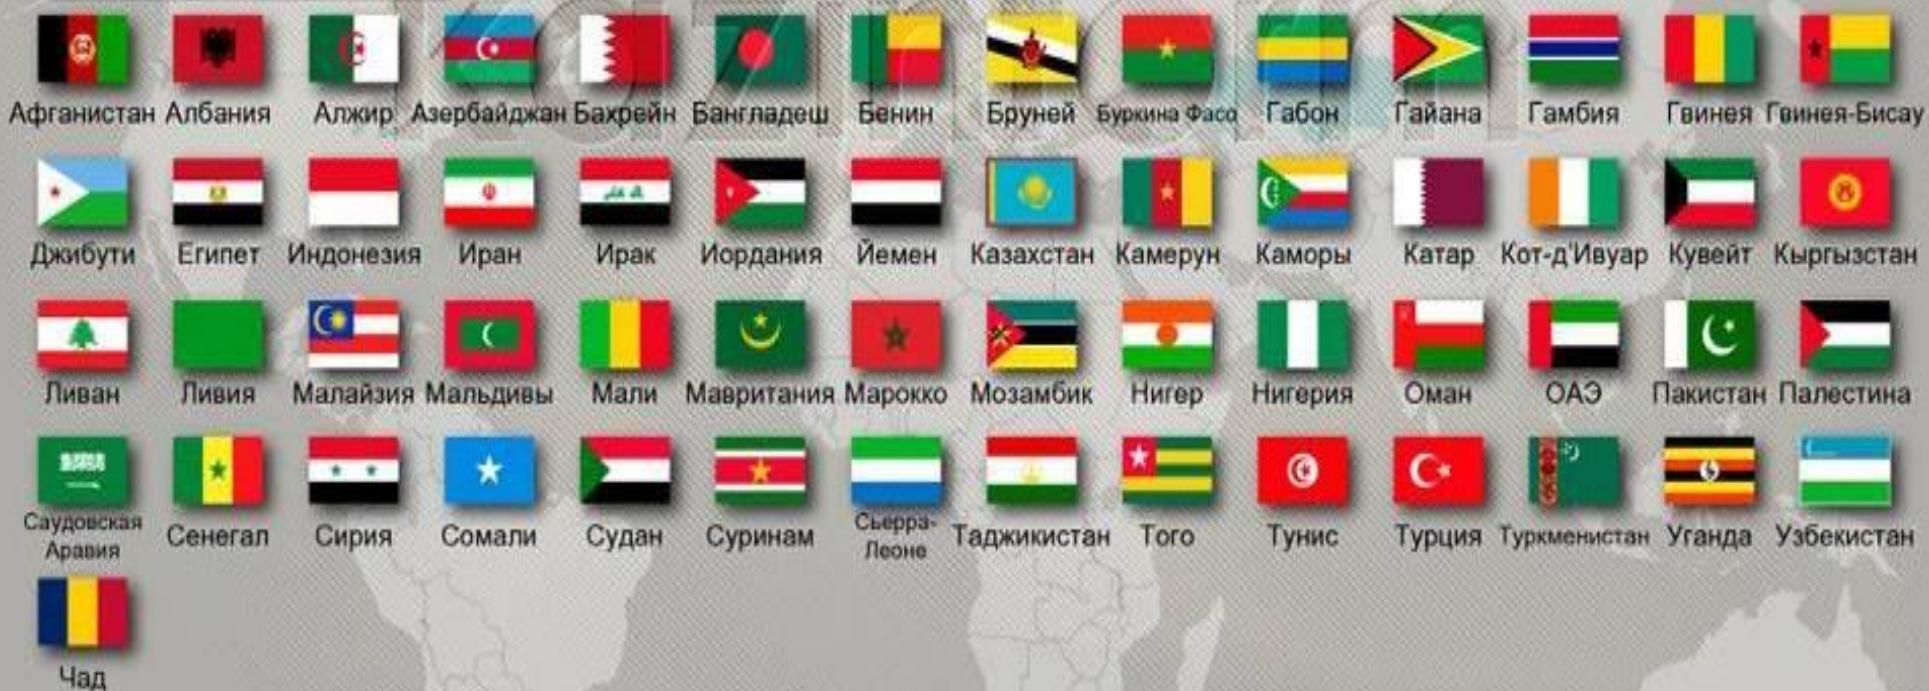 Афганистан Албания Алжир Азербайджан Бахрейн Бангладеш Бенин Бруней Буркина Фасо Габон Гайана Гамбия Гвинея Гвинея-Бисау
Джибути Египет Индонезия Иран Ирак Иордания Йемен Казахстан Камерун Каморы Катар Кот-д'Ивуар Кувейт Кыргызстан
Ливан Ливия Малайзия Мальдивы Мали Мавритания Марокко Мозамбик Нигер Нигерия Оман ОАЭ Пакистан Палестина
Саудовская Аравия Сенегал Сирия Сомали Судан Суринам Сьерра-Леоне Таджикистан Того Тунис Турция Туркменистан Уганда Узбекистан
Чад